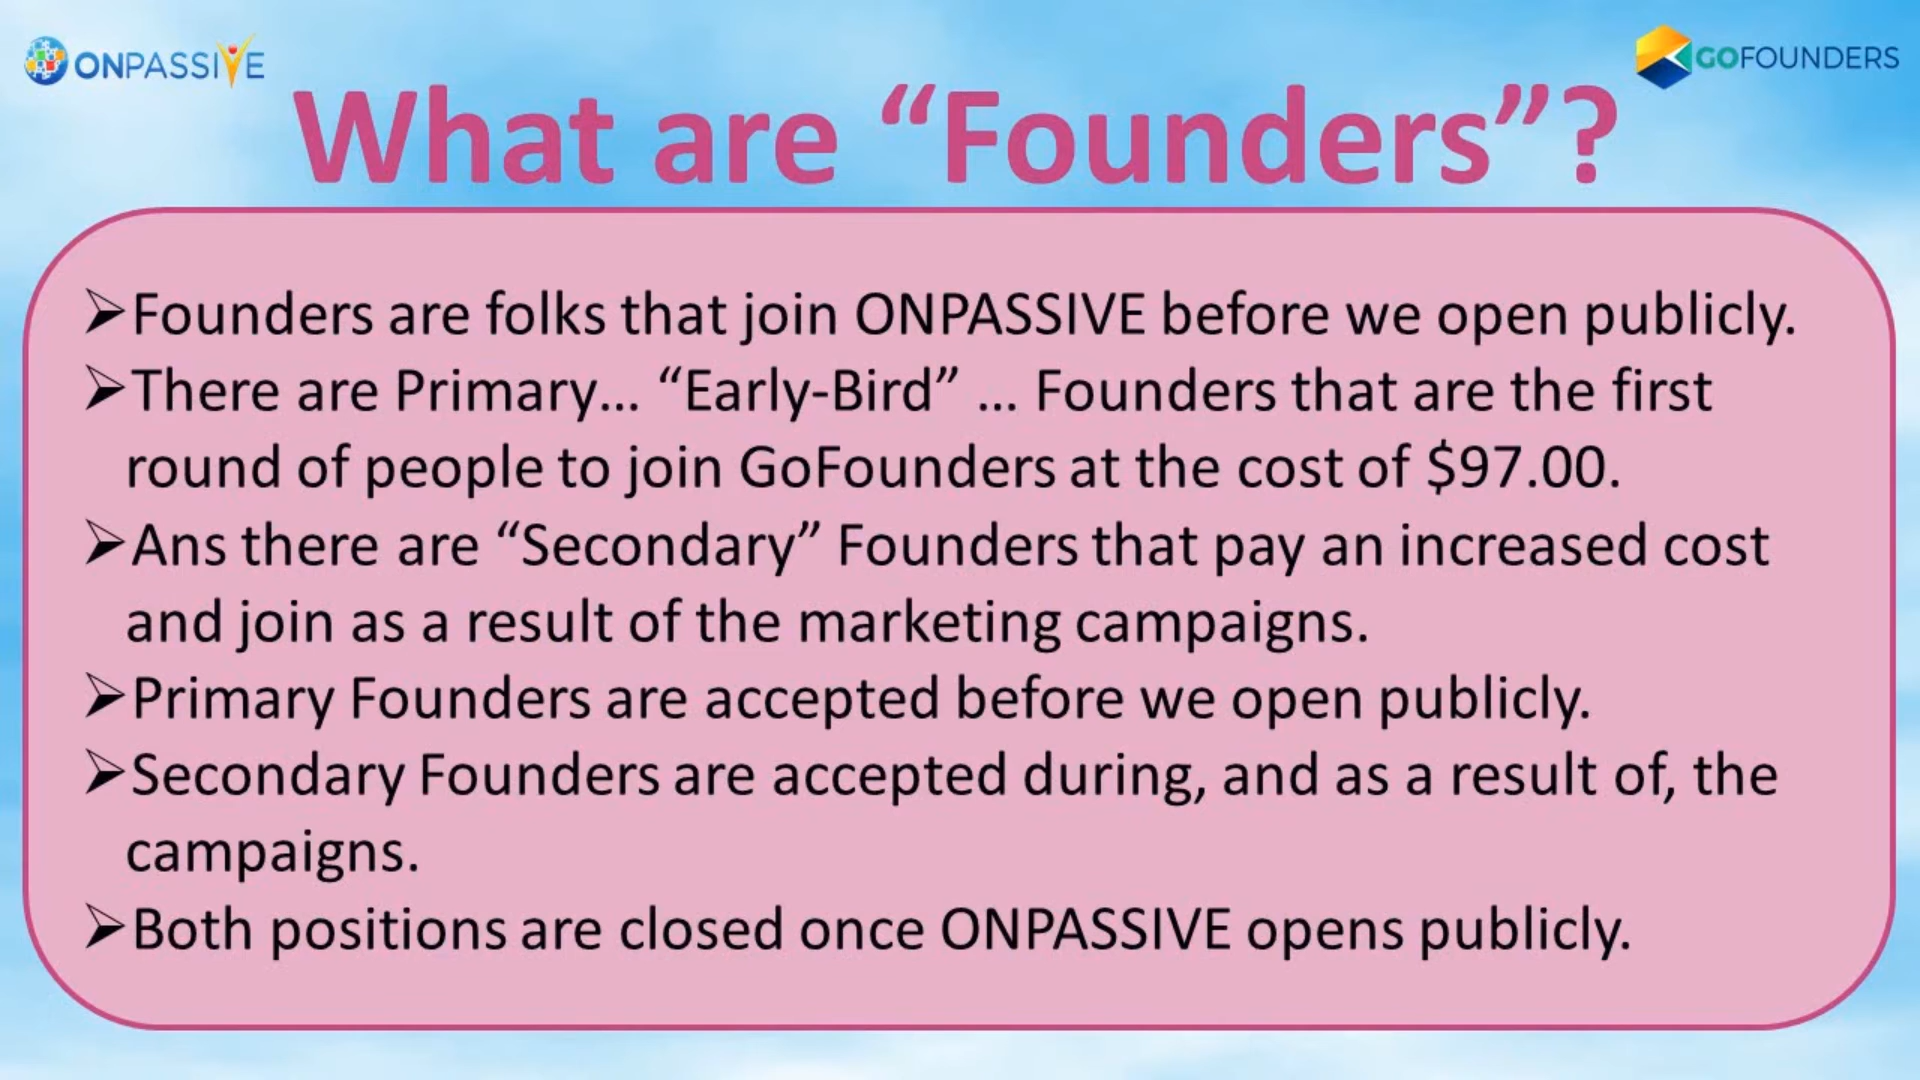 ONPASSIVE
GOFOUNDERS
What are “Founders”?
➢Founders are folks that join ONPASSIVE before we open publicly.
➢There are Primary... “Early-Bird” ... Founders that are the first
round of people to join GoFounders at the cost of $97.00.
➢Ans there are “Secondary” Founders that pay an increased cost
and join as a result of the marketing campaigns.
➢Primary Founders are accepted before we open publicly.
➢Secondary Founders are accepted during, and as a result of, the
campaigns.
➢Both positions are closed once ONPASSIVE opens publicly.